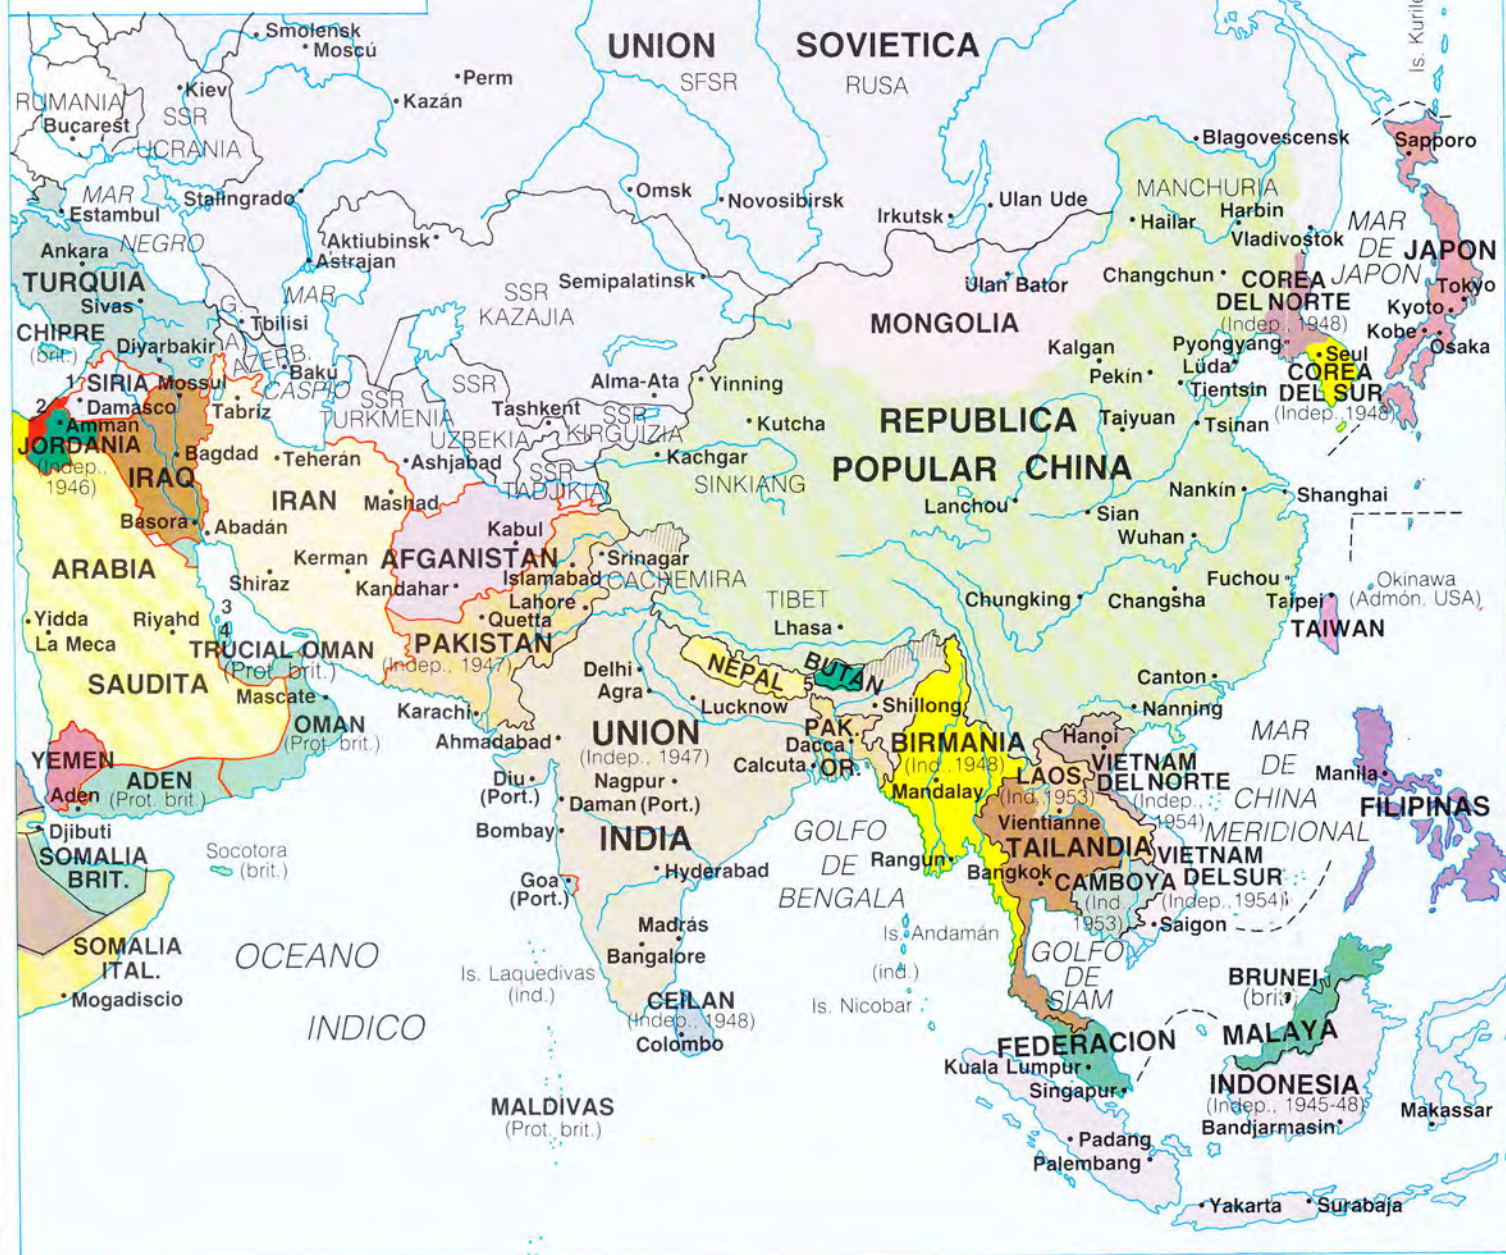 Smolensk
Moscú
UNION SOVIETICA
SFSR RUSA
Is. Kurile
Perm
Kiev
Kazán
RUMANIA
Bucarest
SSR
UCRANIA
Blagovescensk
Sapporo
MAR
NEGRO
Estambul
Stalingrado
Omsk
Novosibirsk
Irkutsk
Ulan Ude
MANCHURIA
Hailar
Harbin
Vladivostok
MAR
DE
JAPON
JAPON
Ankara
TURQUIA
Sivas
Aktiubinsk
Astrajan
MAR
CASPIO
Semipalatinsk
SSR
KAZAJIA
Ulan Bator
MONGOLIA
Changchun
COREA
DEL NORTE
(Indep., 1948)
Tokyo
Kyoto
Kobe
Osaka
CHIPRE
(brit.)
G.
Tbilisi
A.
AZERB.
Baku
Diyarbakir
Kalgan
Pekín
Pyongyang
Lüda
Tientsin
Seul
COREA
DEL SUR
(Indep., 1948)
1
2
SIRIA
Mossul
Damasco
Tabriz
SSR
TURKMENIA
SSR
UZBEKIA
Tashkent
Alma-Ata
SSR
KIRGUIZIA
Yinning
Kutcha
REPUBLICA
POPULAR CHINA
Taiyuan
Tsinan
Amman
JORDANIA
(Indep.,
1946)
IRAQ
Bagdad
Teherán
Ashjabad
SSR
TADJIKIA
Kachgar
SINKIANG
Lanchou
Nankín
Shanghai
IRAN
Mashad
Basora
Abadán
Kabul
Sian
Wuhan
ARABIA
SAUDITA
Kerman
Shiraz
AFGANISTAN
Kandahar
Islamabad
Srinagar
CACHEMIRA
TIBET
Lhasa
Chungking
Changsha
Fuchou
Taipei
TAIWAN
Okinawa
(Admón. USA)
Yidda
La Meca
Riyahd
3
4
TRUCIAL OMAN
(Prot. brit.)
Lahore
Quetta
PAKISTAN
(Indep., 1947)
Mascate
OMAN
(Prot. brit.)
Karachi
Delhi
Agra
NEPAL
5
BUTAN
Lucknow
Shillong
Canton
Nanning
Ahmadabad
UNION
(Indep., 1947)
INDIA
PAK.
OR.
Dacca
Calcuta
BIRMANIA
(Ind., 1948)
Mandalay
Hanoi
VIETNAM
DEL NORTE
(Indep.,
1954)
LAOS
(Ind. 1953)
Vientianne
MAR
DE
CHINA
MERIDIONAL
Manila
FILIPINAS
YEMEN
ADEN
(Prot. brit.)
Aden
Diu
(Port.)
Nagpur
Daman (Port.)
Bombay
Djibuti
SOMALIA
BRIT.
Socotora
(brit.)
Goa
(Port.)
Hyderabad
GOLFO
DE
BENGALA
Rangun
TAILANDIA
Bangkok
CAMBOYA
(Ind.
1953)
VIETNAM
DEL SUR
(Indep., 1954)
Saigon
SOMALIA
ITAL.
Mogadiscio
OCEANO
INDICO
Madrás
Bangalore
Is. Laquedivas
(ind.)
Is. Andamán
(ind.)
Is. Nicobar
GOLFO
DE
SIAM
BRUNEI
(brit.)
CEILAN
(Indep., 1948)
Colombo
FEDERACION MALAYA
Kuala Lumpur
Singapur
INDONESIA
(Indep., 1945-48)
Bandjarmasin
Makassar
MALDIVAS
(Prot. brit.)
Padang
Palembang
Yakarta
Surabaja